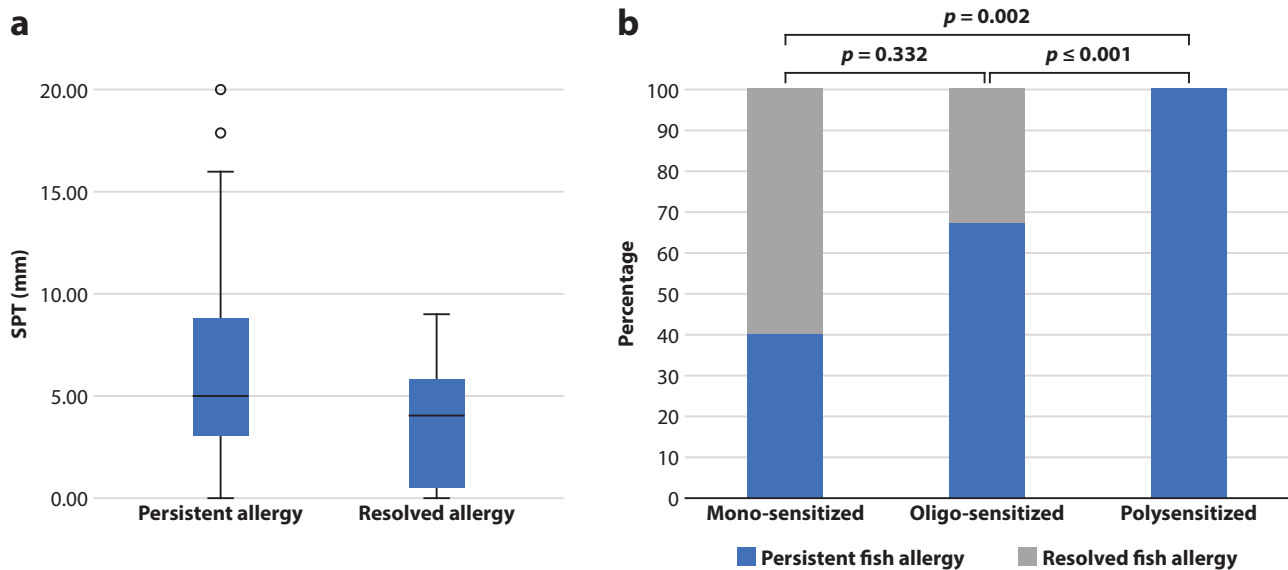 a
SPT (mm)
20.00
15.00
10.00
5.00
0.00
Persistent allergy
Resolved allergy
b
p = 0.002
p = 0.332
p ≤ 0.001
Percentage
100
90
80
70
60
50
40
30
20
10
0
Mono-sensitized
Oligo-sensitized
Polysensitized
Persistent fish allergy
Resolved fish allergy